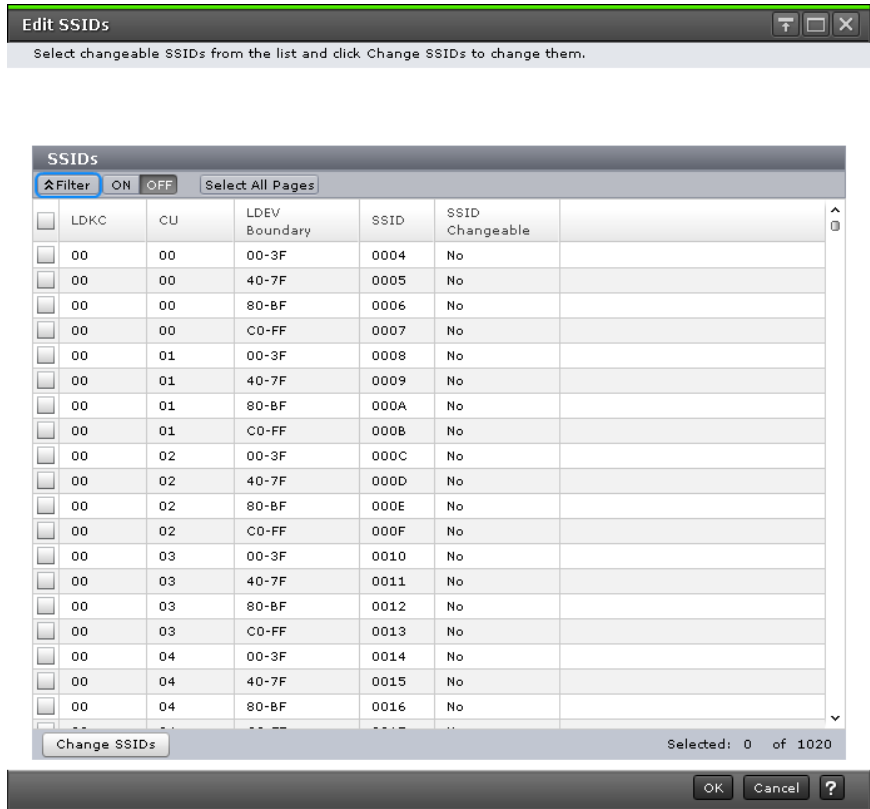 Edit SSIDs
Select changeable SSIDs from the list and click Change SSIDs to change them.
SSIDs
Filter ON OFF Select All Pages
LDKC CU LDEV Boundary SSID SSID Changeable
00 00 00-3F 0004 No
00 00 40-7F 0005 No
00 00 80-BF 0006 No
00 00 C0-FF 0007 No
00 01 00-3F 0008 No
00 01 40-7F 0009 No
00 01 80-BF 000A No
00 01 C0-FF 000B No
00 02 00-3F 000C No
00 02 40-7F 000D No
00 02 80-BF 000E No
00 02 C0-FF 000F No
00 03 00-3F 0010 No
00 03 40-7F 0011 No
00 03 80-BF 0012 No
00 03 C0-FF 0013 No
00 04 00-3F 0014 No
00 04 40-7F 0015 No
00 04 80-BF 0016 No
Change SSIDs Selected: 0 of 1020
OK Cancel ?